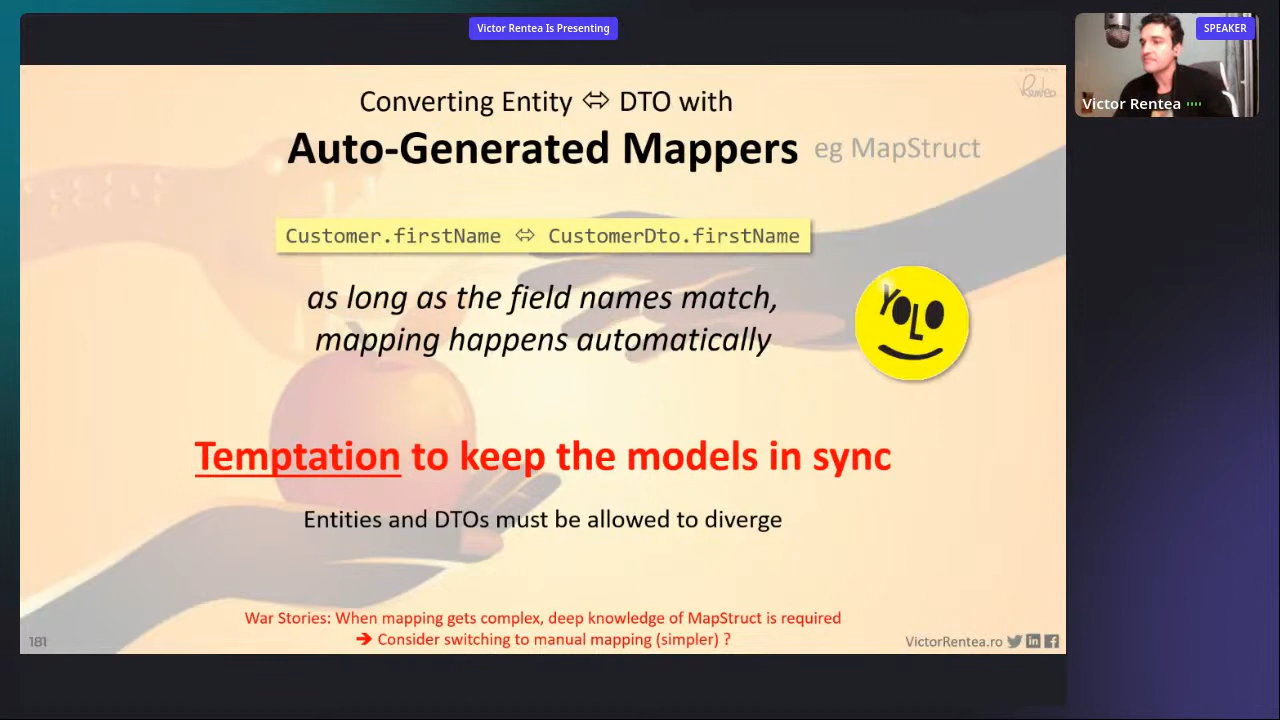 Victor Rentea Is Presenting
SPEAKER
Victor Rentea
Converting Entity ⇔ DTO with
Auto-Generated Mappers eg MapStruct
Customer.firstName ⇔ CustomerDto.firstName
as long as the field names match,
mapping happens automatically
YOLO
Temptation to keep the models in sync
Entities and DTOs must be allowed to diverge
War Stories: When mapping gets complex, deep knowledge of MapStruct is required
➔ Consider switching to manual mapping (simpler) ?
181
VictorRentea.ro